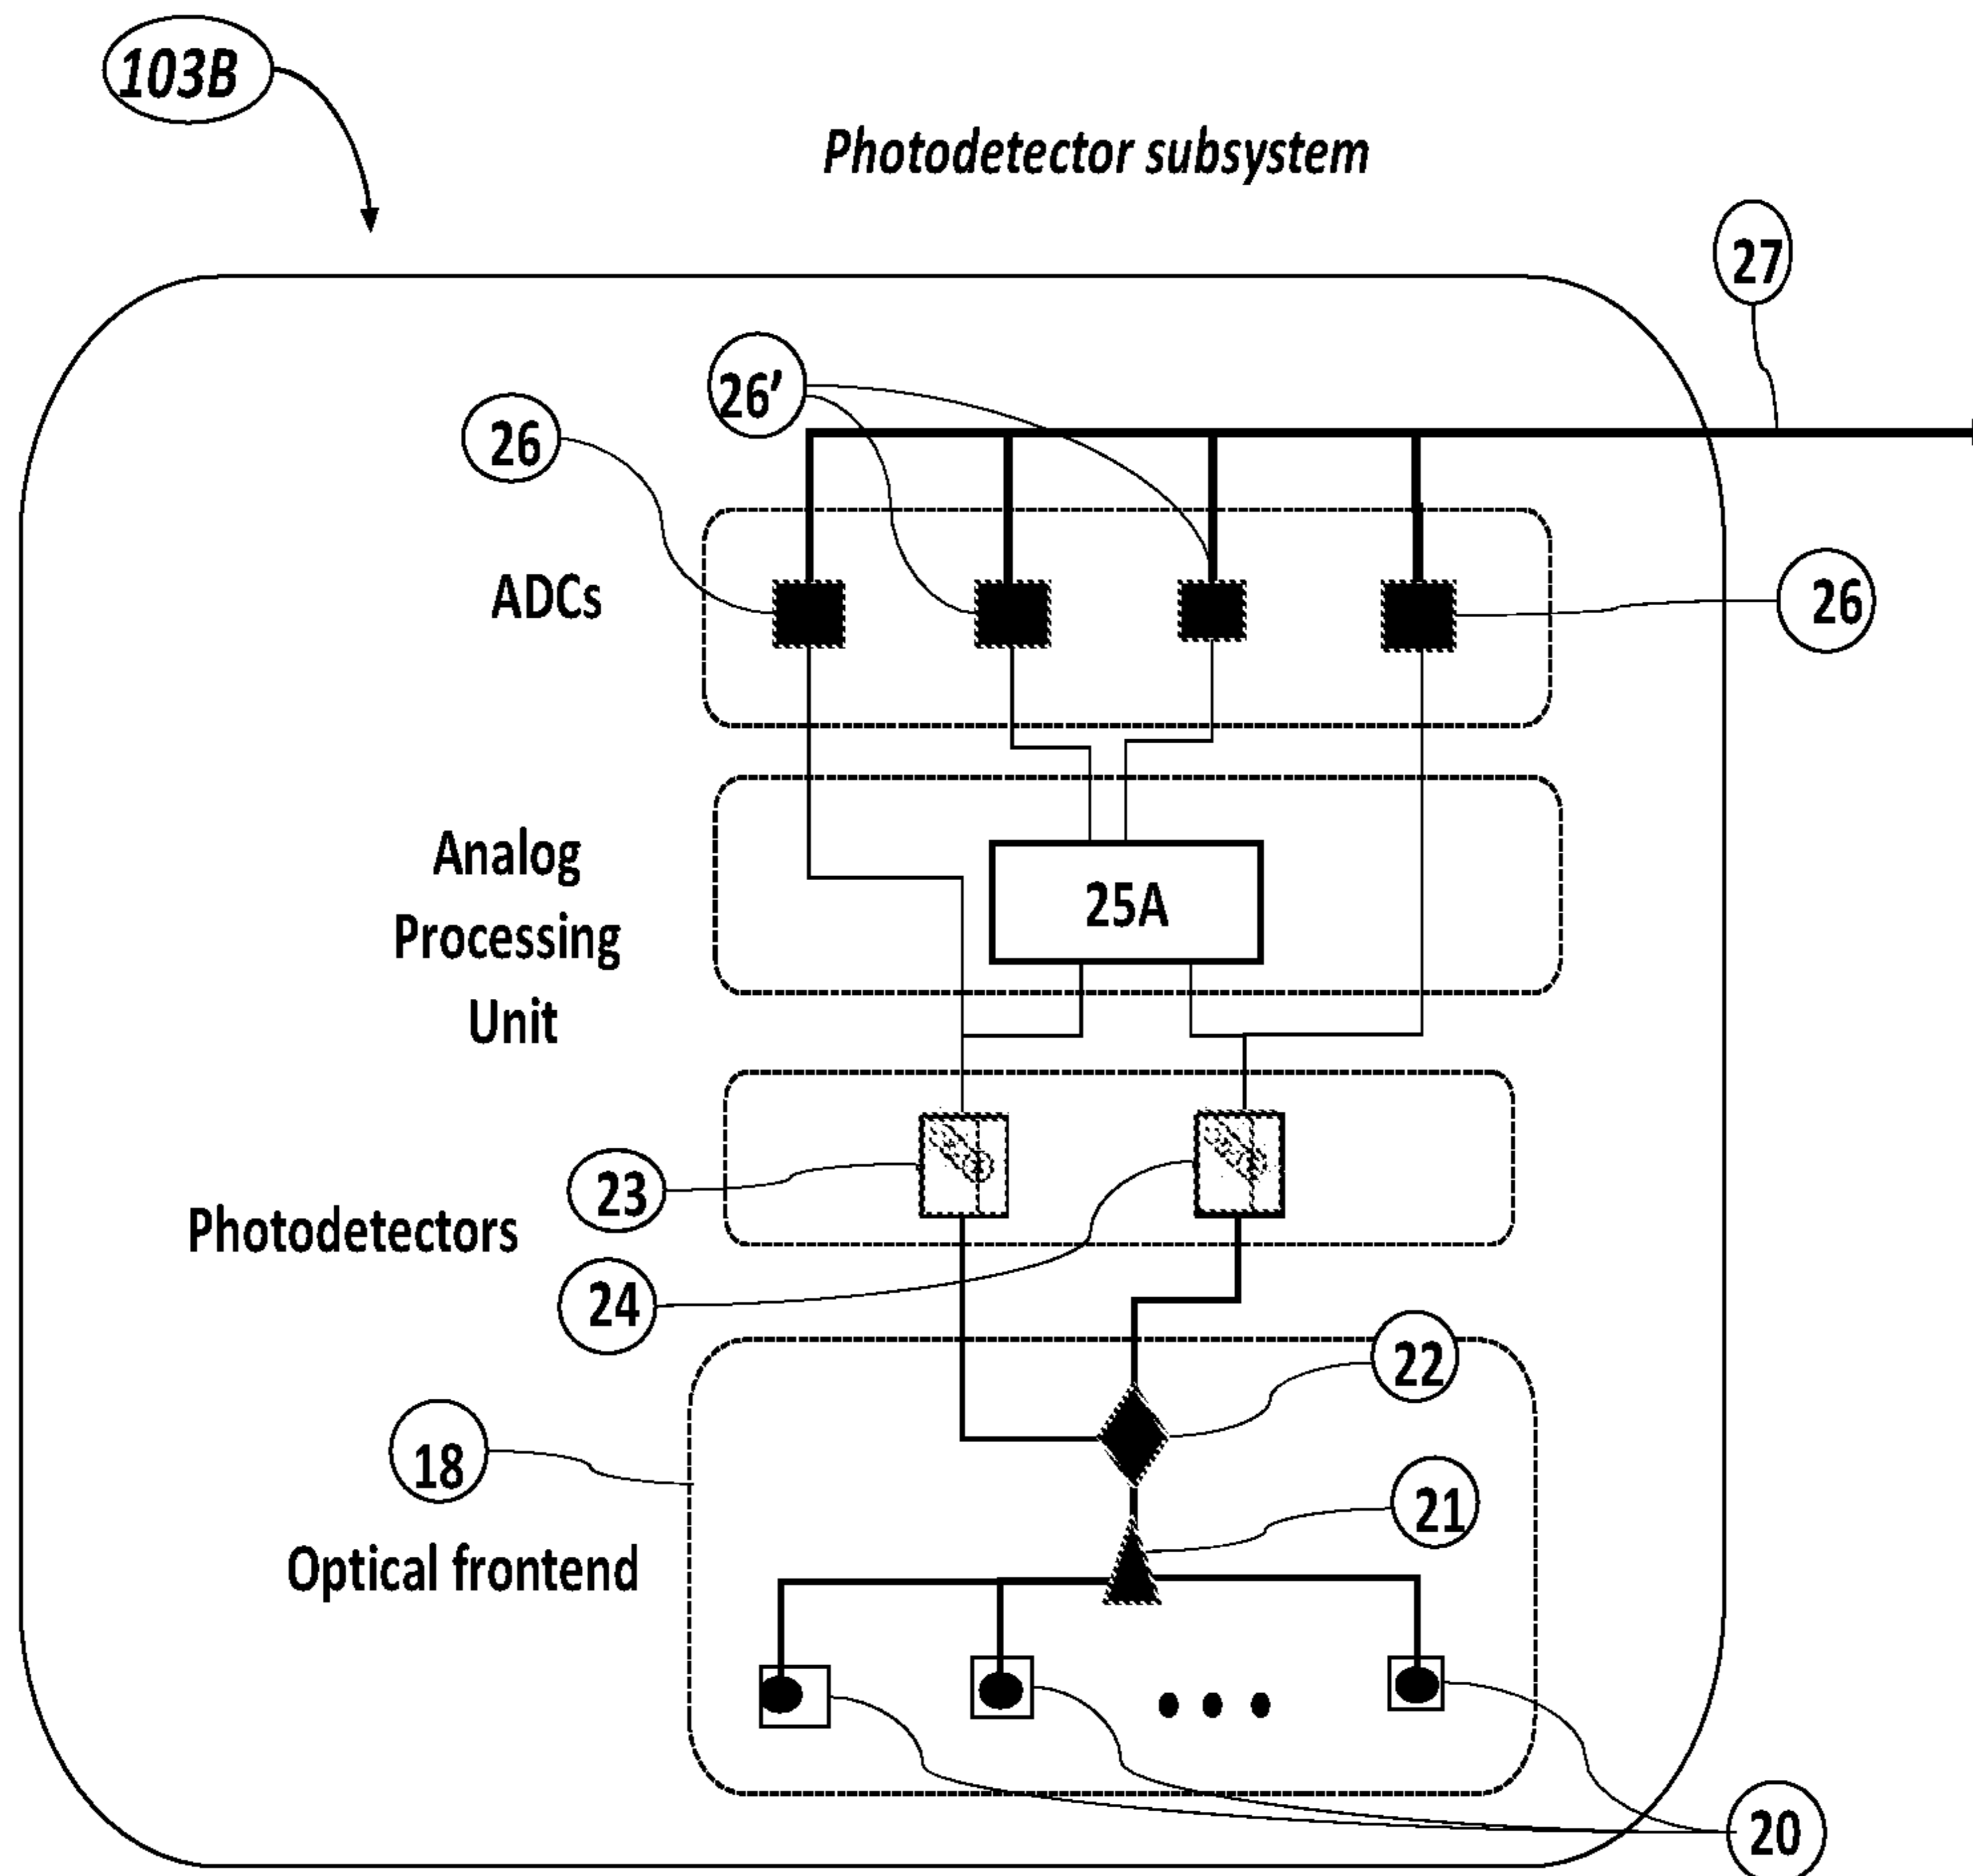 103B
Photodetector subsystem
27
26’
26
ADCs
26
Analog
Processing
Unit
25A
23
Photodetectors
24
22
18
21
Optical frontend
20